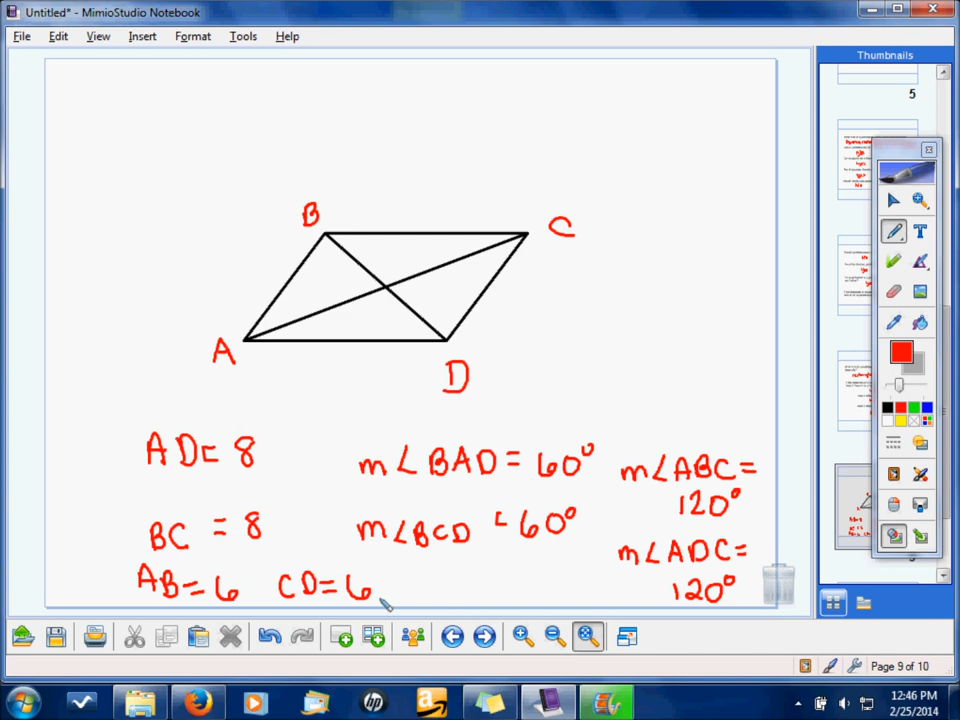 Untitled* - MimioStudio Notebook
File Edit View Insert Format Tools Help
Thumbnails
5
B
C
A
D
AD = 8
m∠BAD = 60°
m∠ABC =
120°
BC = 8
m∠BCD = 60°
m∠ADC =
120°
AB = 6 CD = 6
T
Page 9 of 10
hp
a
12:46 PM
2/25/2014